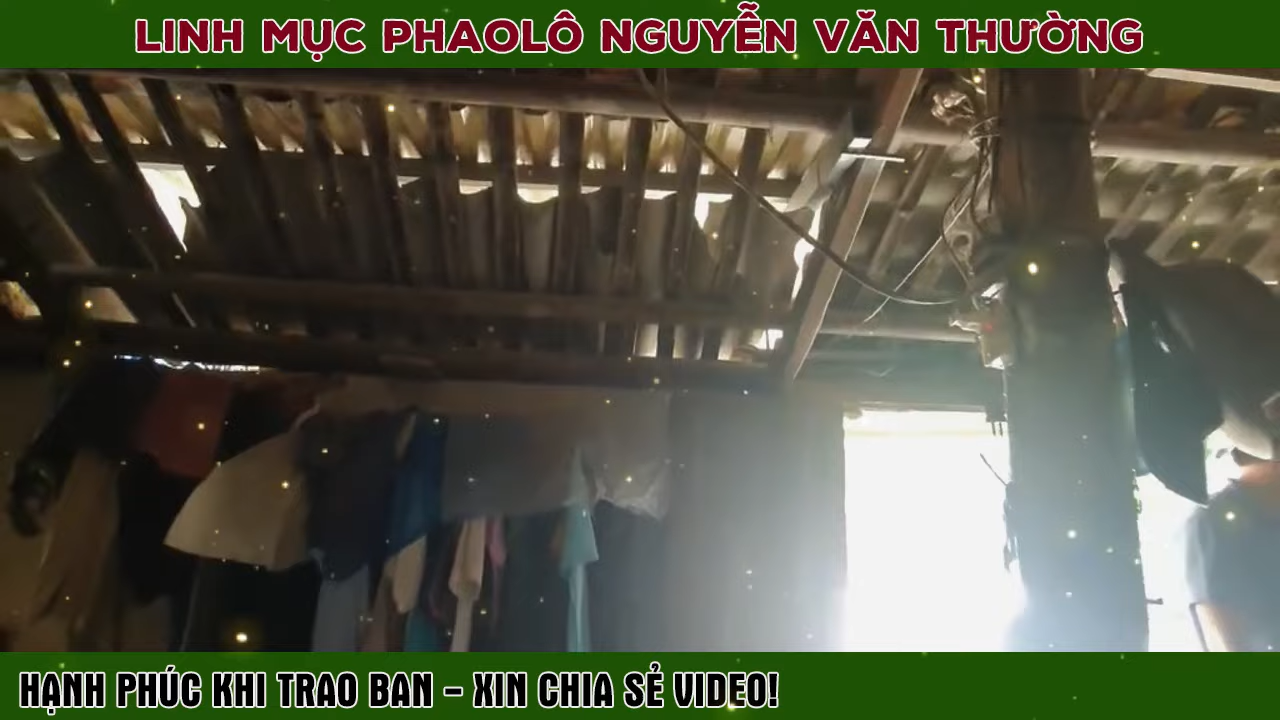 LINH MỤC PHAOLÔ NGUYỄN VĂN THƯỜNG
HẠNH PHÚC KHI TRAO BAN – XIN CHIA SẺ VIDEO!